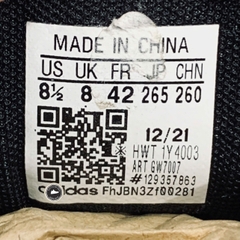 MADE IN CHINA
US UK FR JP CHN
8½ 8 42 265 260
12/21
HWT 1Y4003
ART GW7007
#129357863
adidas FhJBN3Zf00281